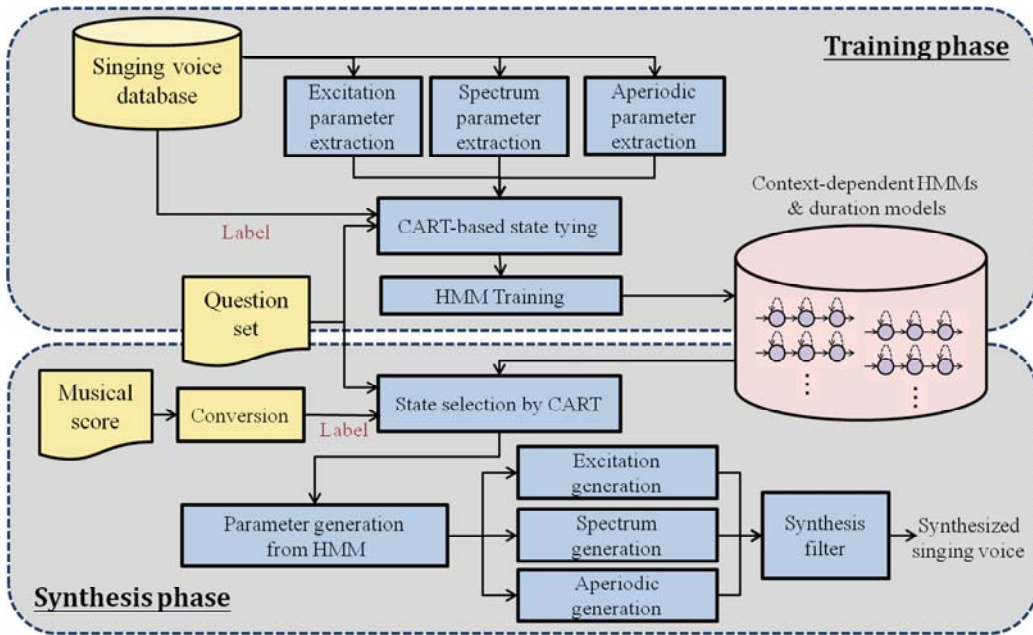 Training phase
Singing voice
database
Excitation
parameter
extraction
Spectrum
parameter
extraction
Aperiodic
parameter
extraction
Context-dependent HMMs
& duration models
Label
CART-based state tying
HMM Training
Question
set
Musical
score
Conversion
Label
State selection by CART
Parameter generation
from HMM
Excitation
generation
Spectrum
generation
Aperiodic
generation
Synthesis
filter
Synthesized
singing voice
Synthesis phase